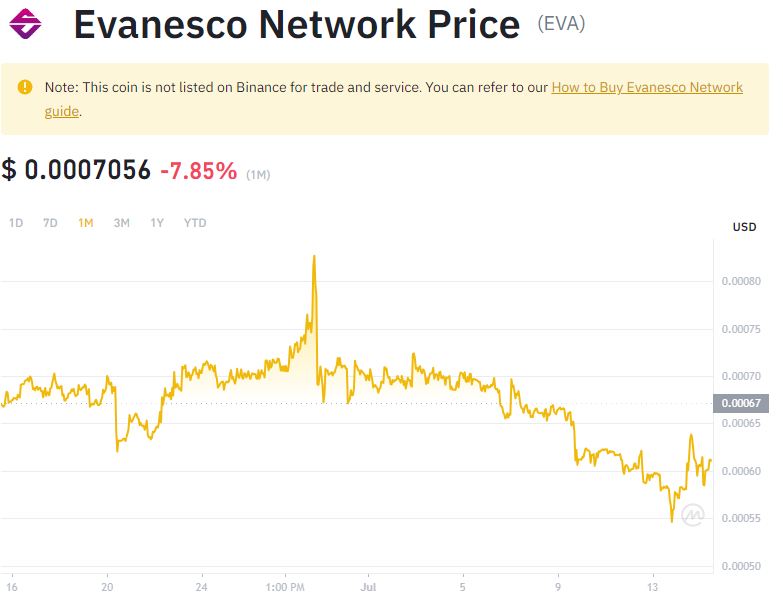 Evanesco Network Price (EVA)
Note: This coin is not listed on Binance for trade and service. You can refer to our How to Buy Evanesco Network
guide.
$ 0.0007056 -7.85% (1M)
1D 7D 1M 3M 1Y YTD
USD
0.00080
0.00075
0.00070
0.00067
0.00065
0.00060
0.00055
0.00050
16 20 24 1:00 PM Jul 5 9 13